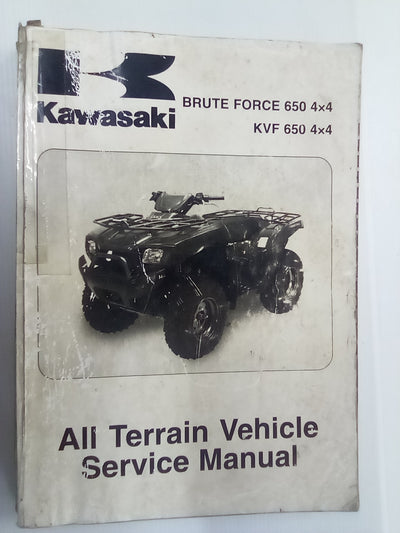 Kawasaki
BRUTE FORCE 650 4×4
KVF 650 4×4
All Terrain Vehicle
Service Manual